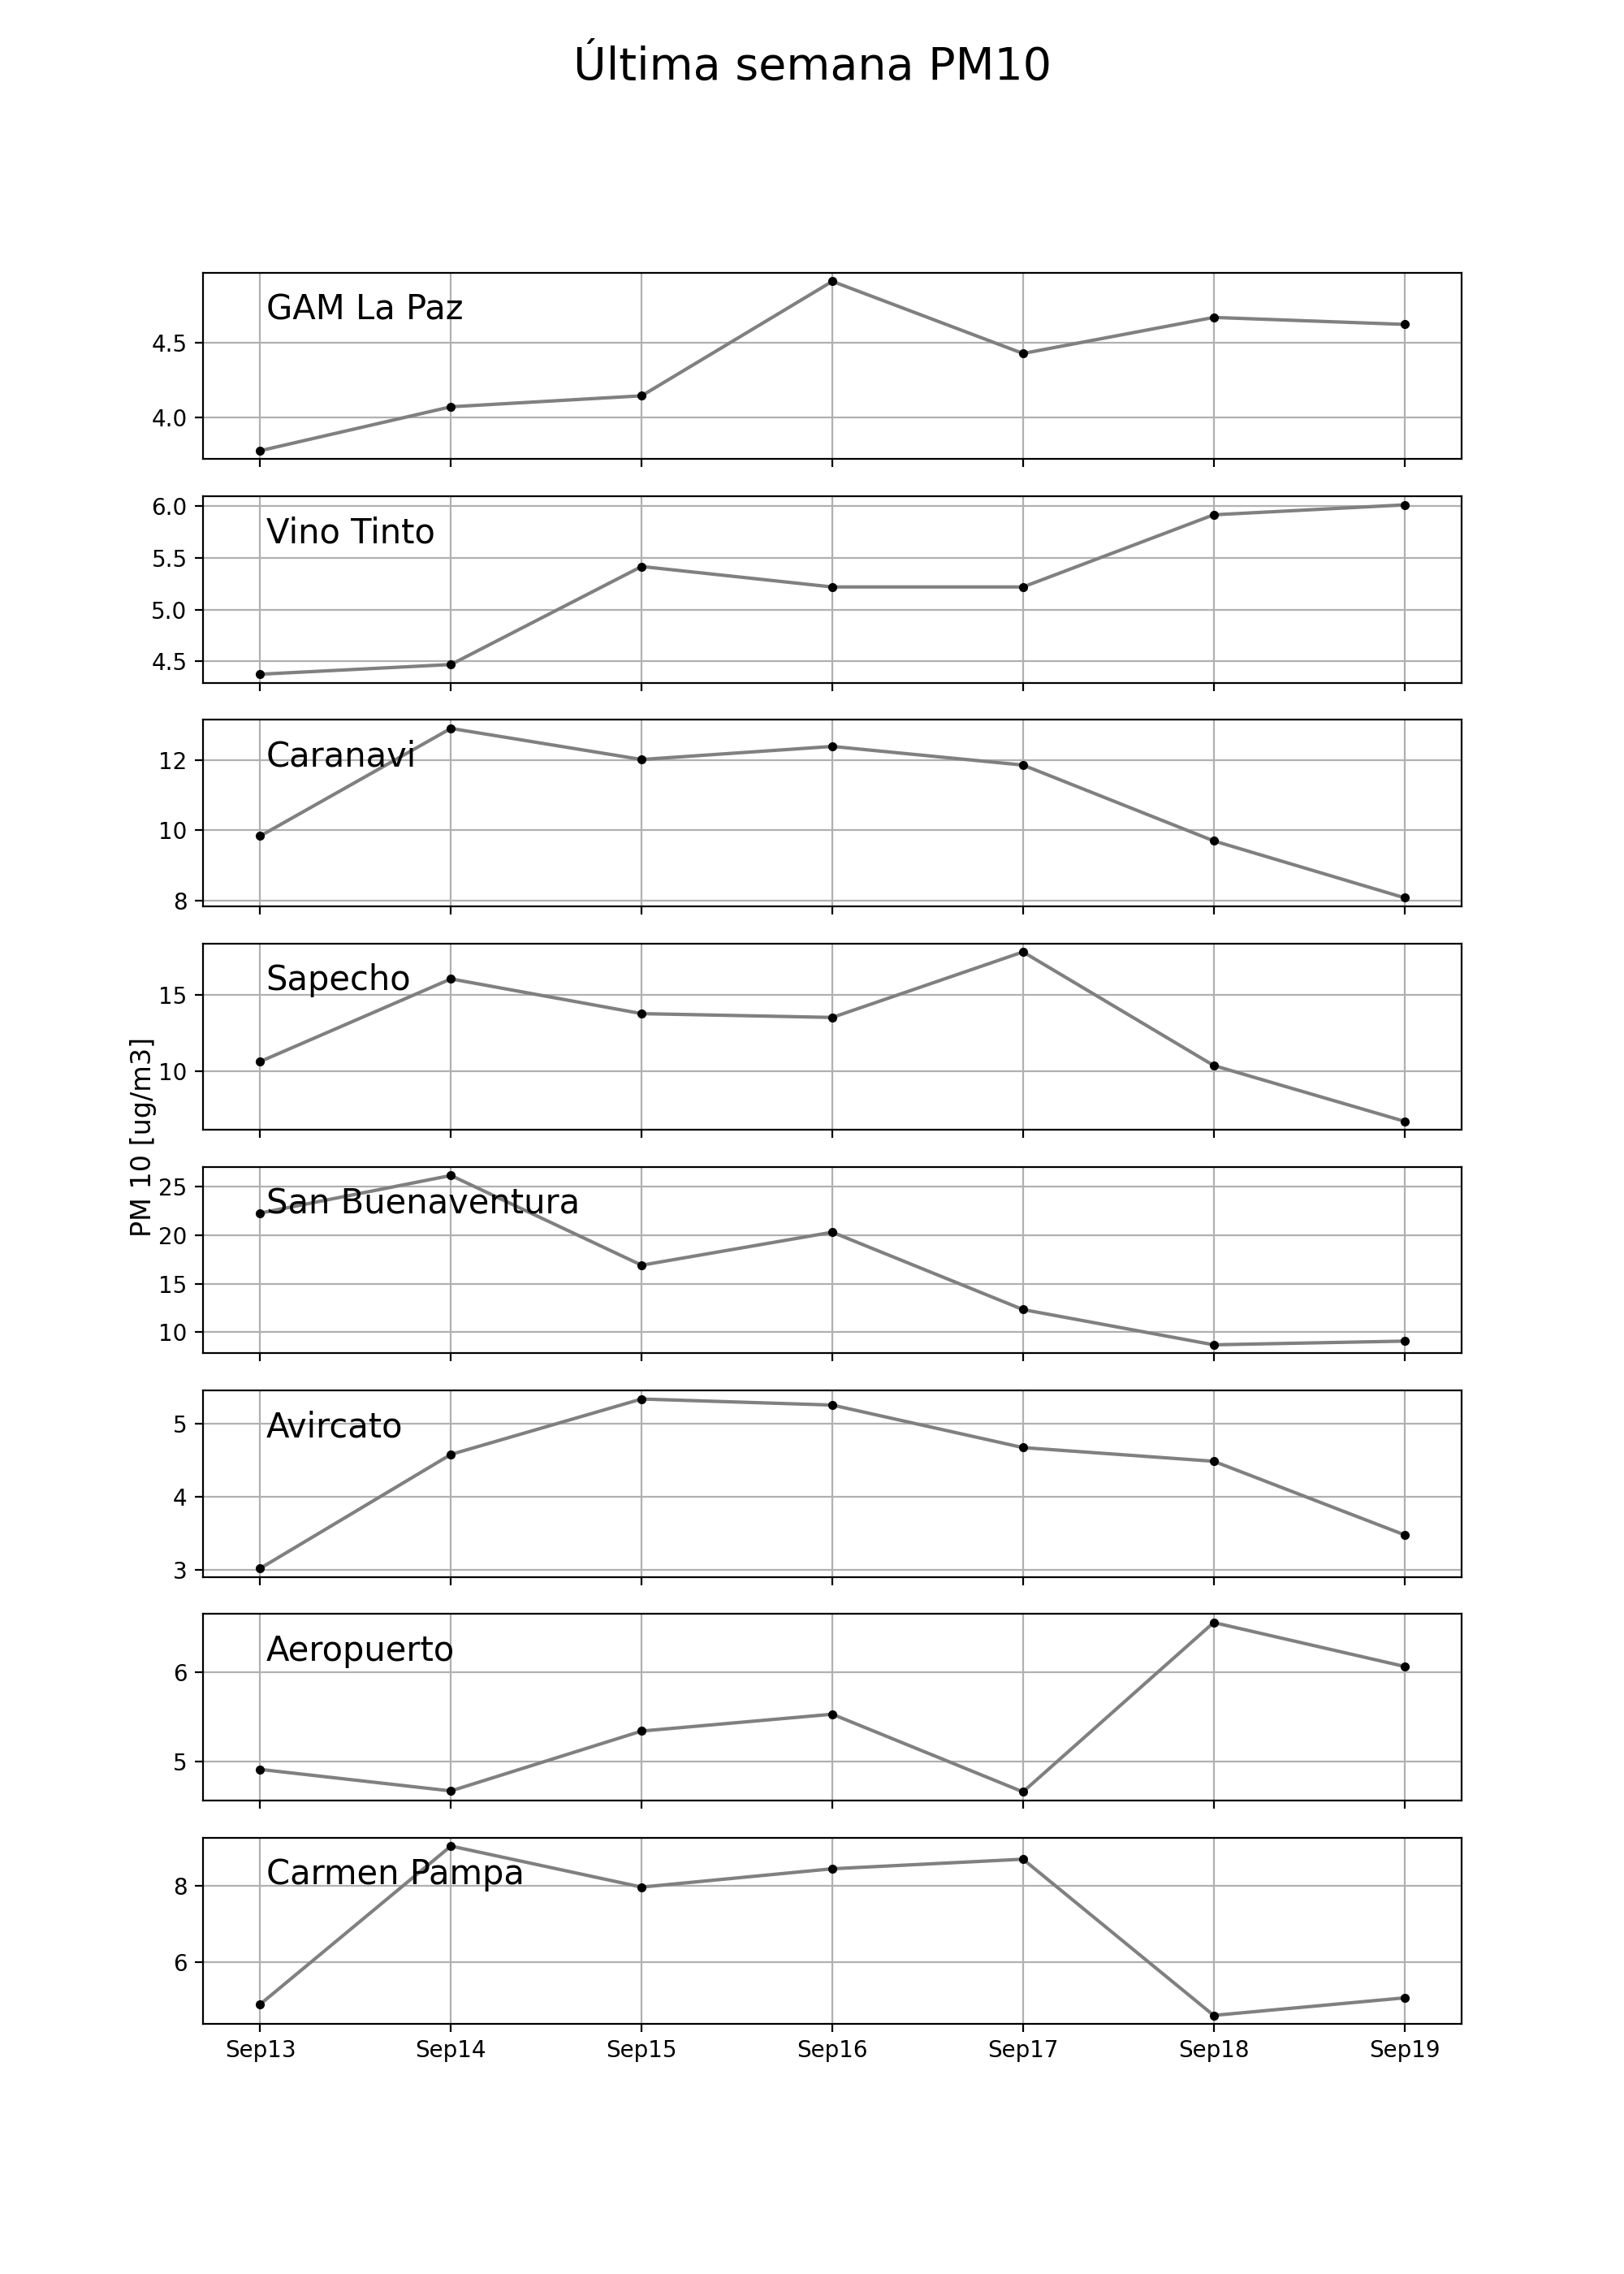 Última semana PM10
GAM La Paz
4.5
4.0
Vino Tinto
6.0
5.5
5.0
4.5
Caranavi
12
10
8
Sapecho
15
10
PM 10 [ug/m3]
San Buenaventura
25
20
15
10
Avircato
5
4
3
Aeropuerto
6
5
Carmen Pampa
8
6
Sep13 Sep14 Sep15 Sep16 Sep17 Sep18 Sep19